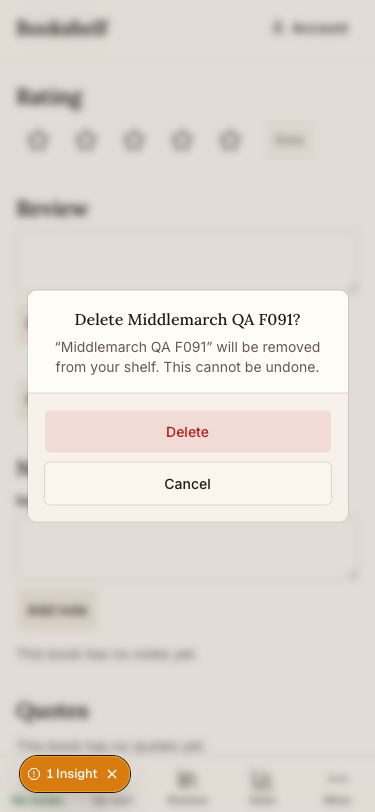 Bookshelf
Account
Rating
Review
Delete Middlemarch QA F091?
“Middlemarch QA F091” will be removed
from your shelf. This cannot be undone.
Delete
Cancel
Add note
This book has no notes yet.
Quotes
This book has no quotes yet.
1 Insight